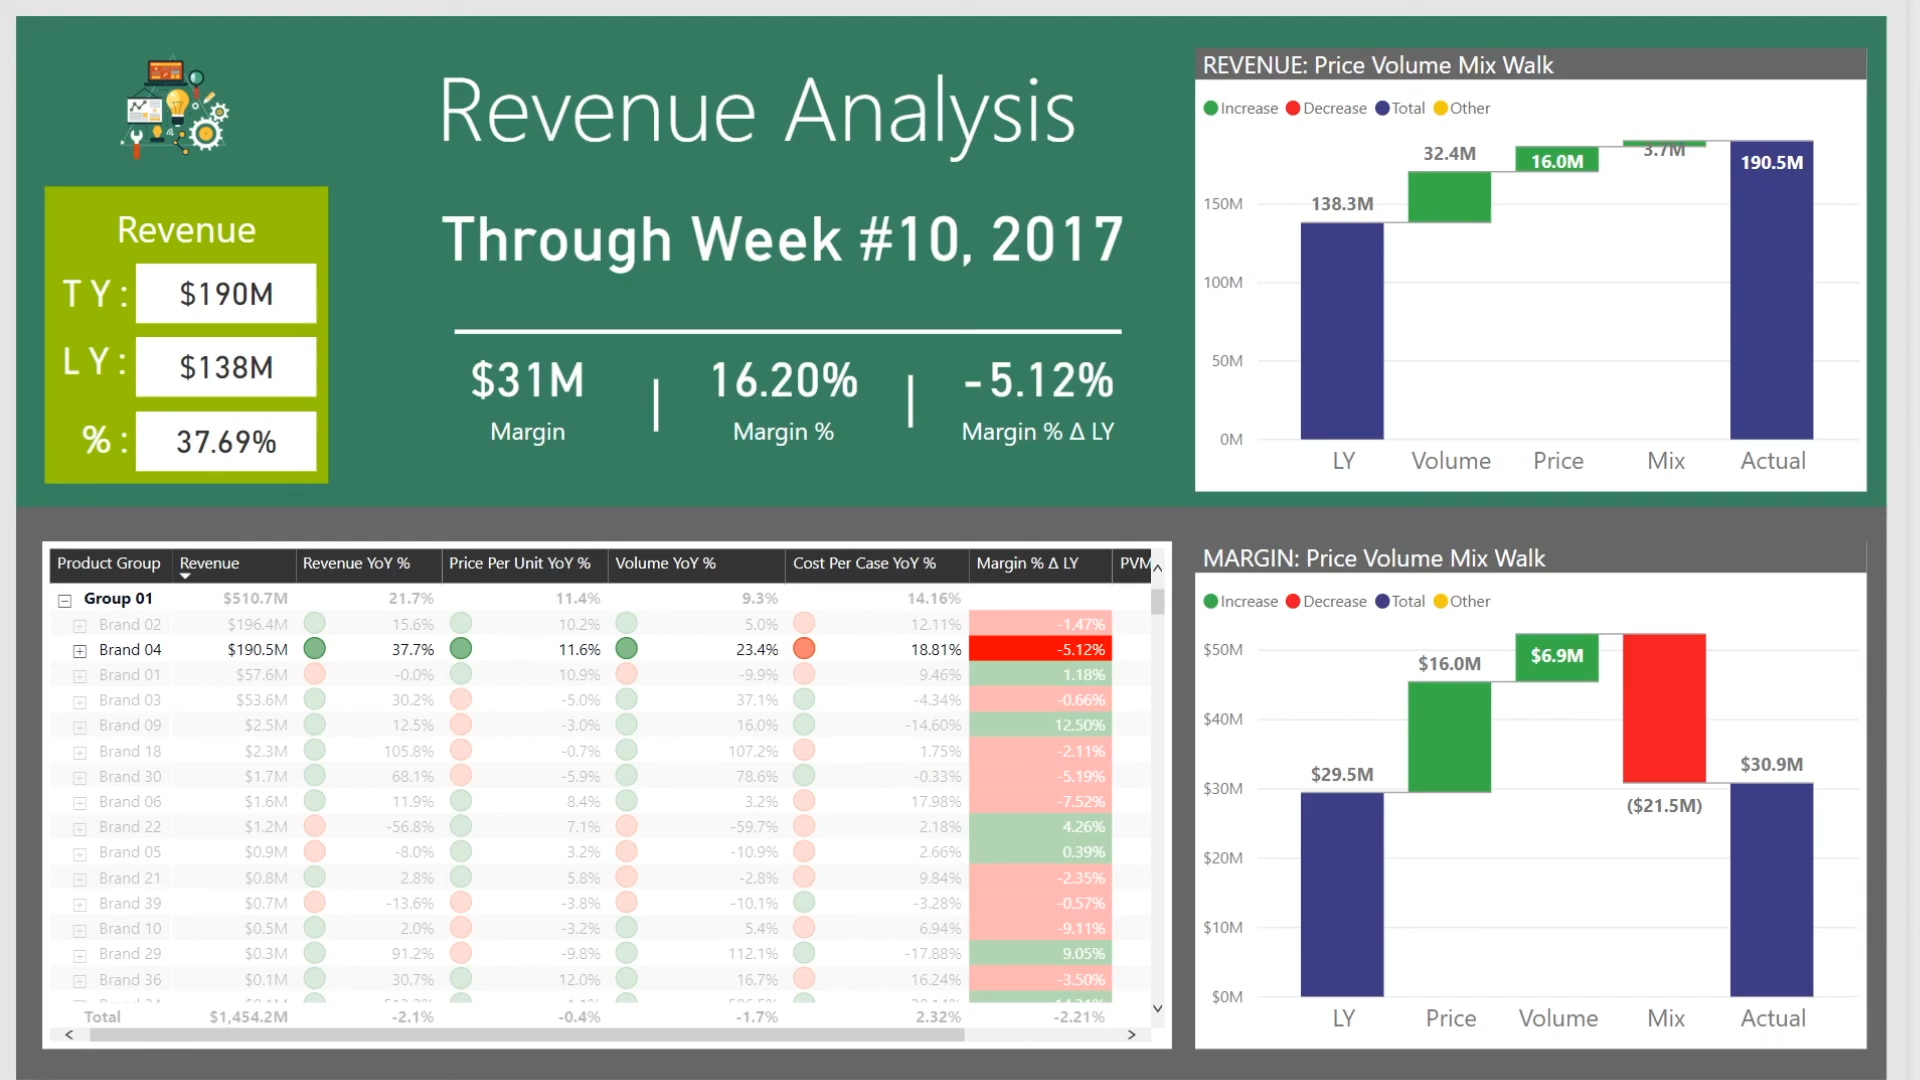 Revenue Analysis
Through Week #10, 2017
Revenue
T Y : $190M
L Y : $138M
% : 37.69%
$31M | 16.20% | -5.12%
Margin Margin % Margin % Δ LY
REVENUE: Price Volume Mix Walk
Increase Decrease Total Other
32.4M 16.0M 3.7M 190.5M
138.3M
150M
100M
50M
0M
LY Volume Price Mix Actual
Product Group Revenue Revenue YoY % Price Per Unit YoY % Volume YoY % Cost Per Case YoY % Margin % Δ LY PVM
Group 01 $510.7M 21.7% 11.4% 9.3% 14.16%
Brand 02 $196.4M 15.6% 10.2% 5.0% 12.11% -1.47%
Brand 04 $190.5M 37.7% 11.6% 23.4% 18.81% -5.12%
Brand 01 $57.6M -0.0% 10.9% -9.9% 9.46% 1.18%
Brand 03 $53.6M 30.2% -5.0% 37.1% -4.34% -0.66%
Brand 09 $2.5M 12.5% -3.0% 16.0% -14.60% 12.50%
Brand 18 $2.3M 105.8% -0.7% 107.2% 1.75% -2.11%
Brand 30 $1.7M 68.1% -5.9% 78.6% -0.33% -5.19%
Brand 06 $1.6M 11.9% 8.4% 3.2% 17.98% -7.52%
Brand 22 $1.2M -56.8% 7.1% -59.7% 2.18% 4.26%
Brand 05 $0.9M -8.0% 3.2% -10.9% 2.66% 0.39%
Brand 21 $0.8M 2.8% 5.8% -2.8% 9.84% -2.35%
Brand 39 $0.7M -13.6% -3.8% -10.1% -3.28% -0.57%
Brand 10 $0.5M 2.0% -3.2% 5.4% 6.94% -9.11%
Brand 29 $0.3M 91.2% -9.8% 112.1% -17.88% 9.05%
Brand 36 $0.1M 30.7% 12.0% 16.7% 16.24% -3.50%
Total $1,454.2M -2.1% -0.4% -1.7% 2.32% -2.21%
MARGIN: Price Volume Mix Walk
Increase Decrease Total Other
$50M
$40M
$30M
$20M
$10M
$0M
$29.5M $16.0M $6.9M ($21.5M) $30.9M
LY Price Volume Mix Actual